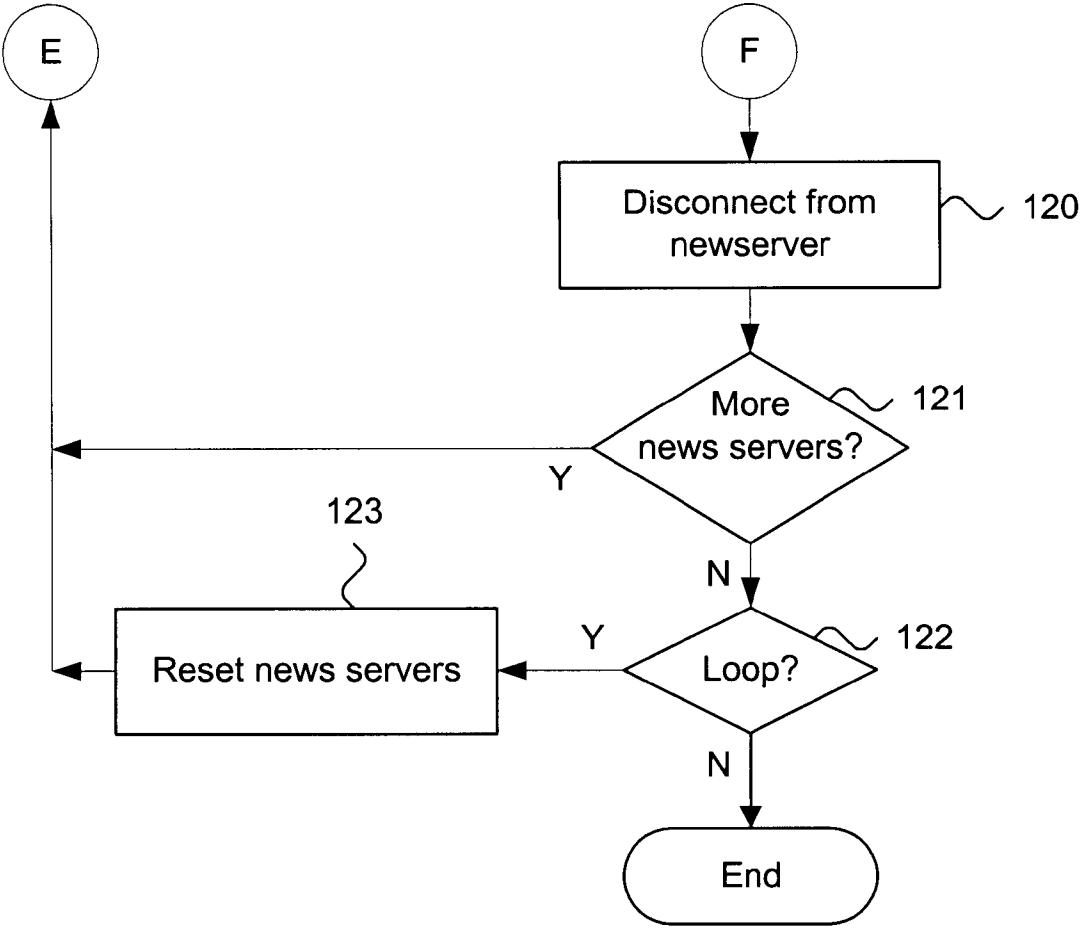 E
F
Disconnect from
newserver
120
More
news servers?
121
Y
123
N
Reset news servers
Y
Loop?
122
N
End